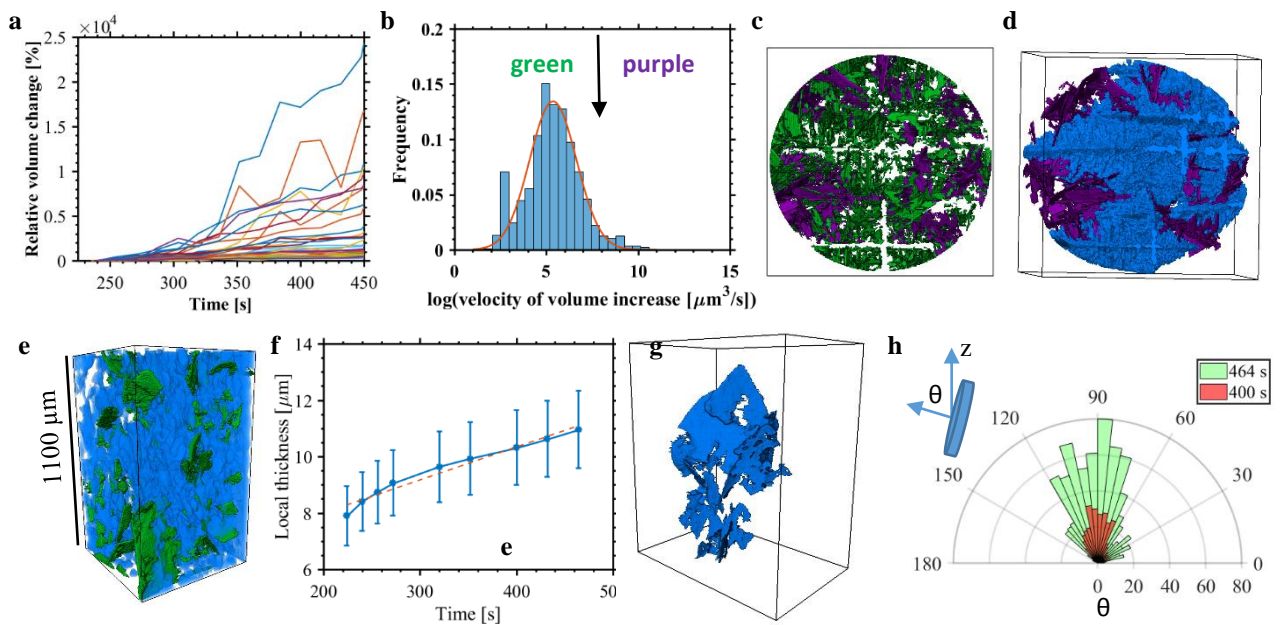 a
×10⁴
Relative volume change [%]
2.5
2
1.5
1
0.5
0
250 300 350 400 450
Time [s]
b
Frequency
0.2
0.15
0.1
0.05
0
green purple
0 5 10 15
log(velocity of volume increase [μm³/s])
c
d
e
1100 μm
f
Local thickness [μm]
14
12
10
8
6
e
200 300 400 50
Time [s]
g
h
z
θ
464 s
400 s
90
120 60
150 30
180 0
0 20 40 60 80
θ